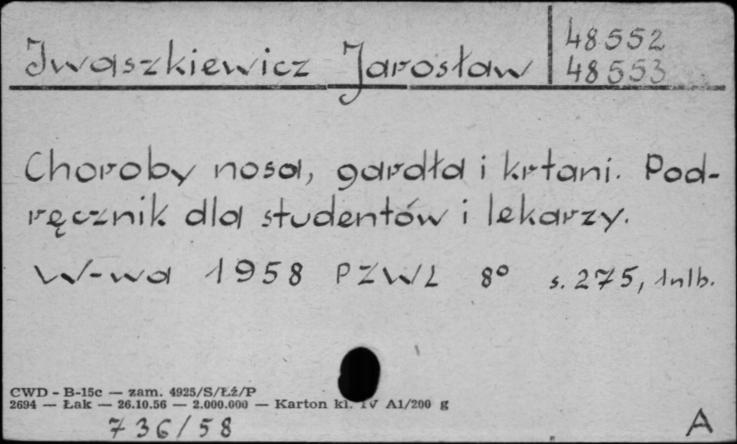 Iwaszkiewicz Jarosław
48552
48553
Choroby nosa, gardła i krtani. Pod-
ręcznik dla studentów i lekarzy.
W-wa 1958 PZWL 8° s. 275, 1nlb.
CWD - B-15c — zam. 4925/S/Łź/P
2694 — Łak — 26.10.56 — 2.000.000 — Karton kl. IV A1/200 g
736/58
A